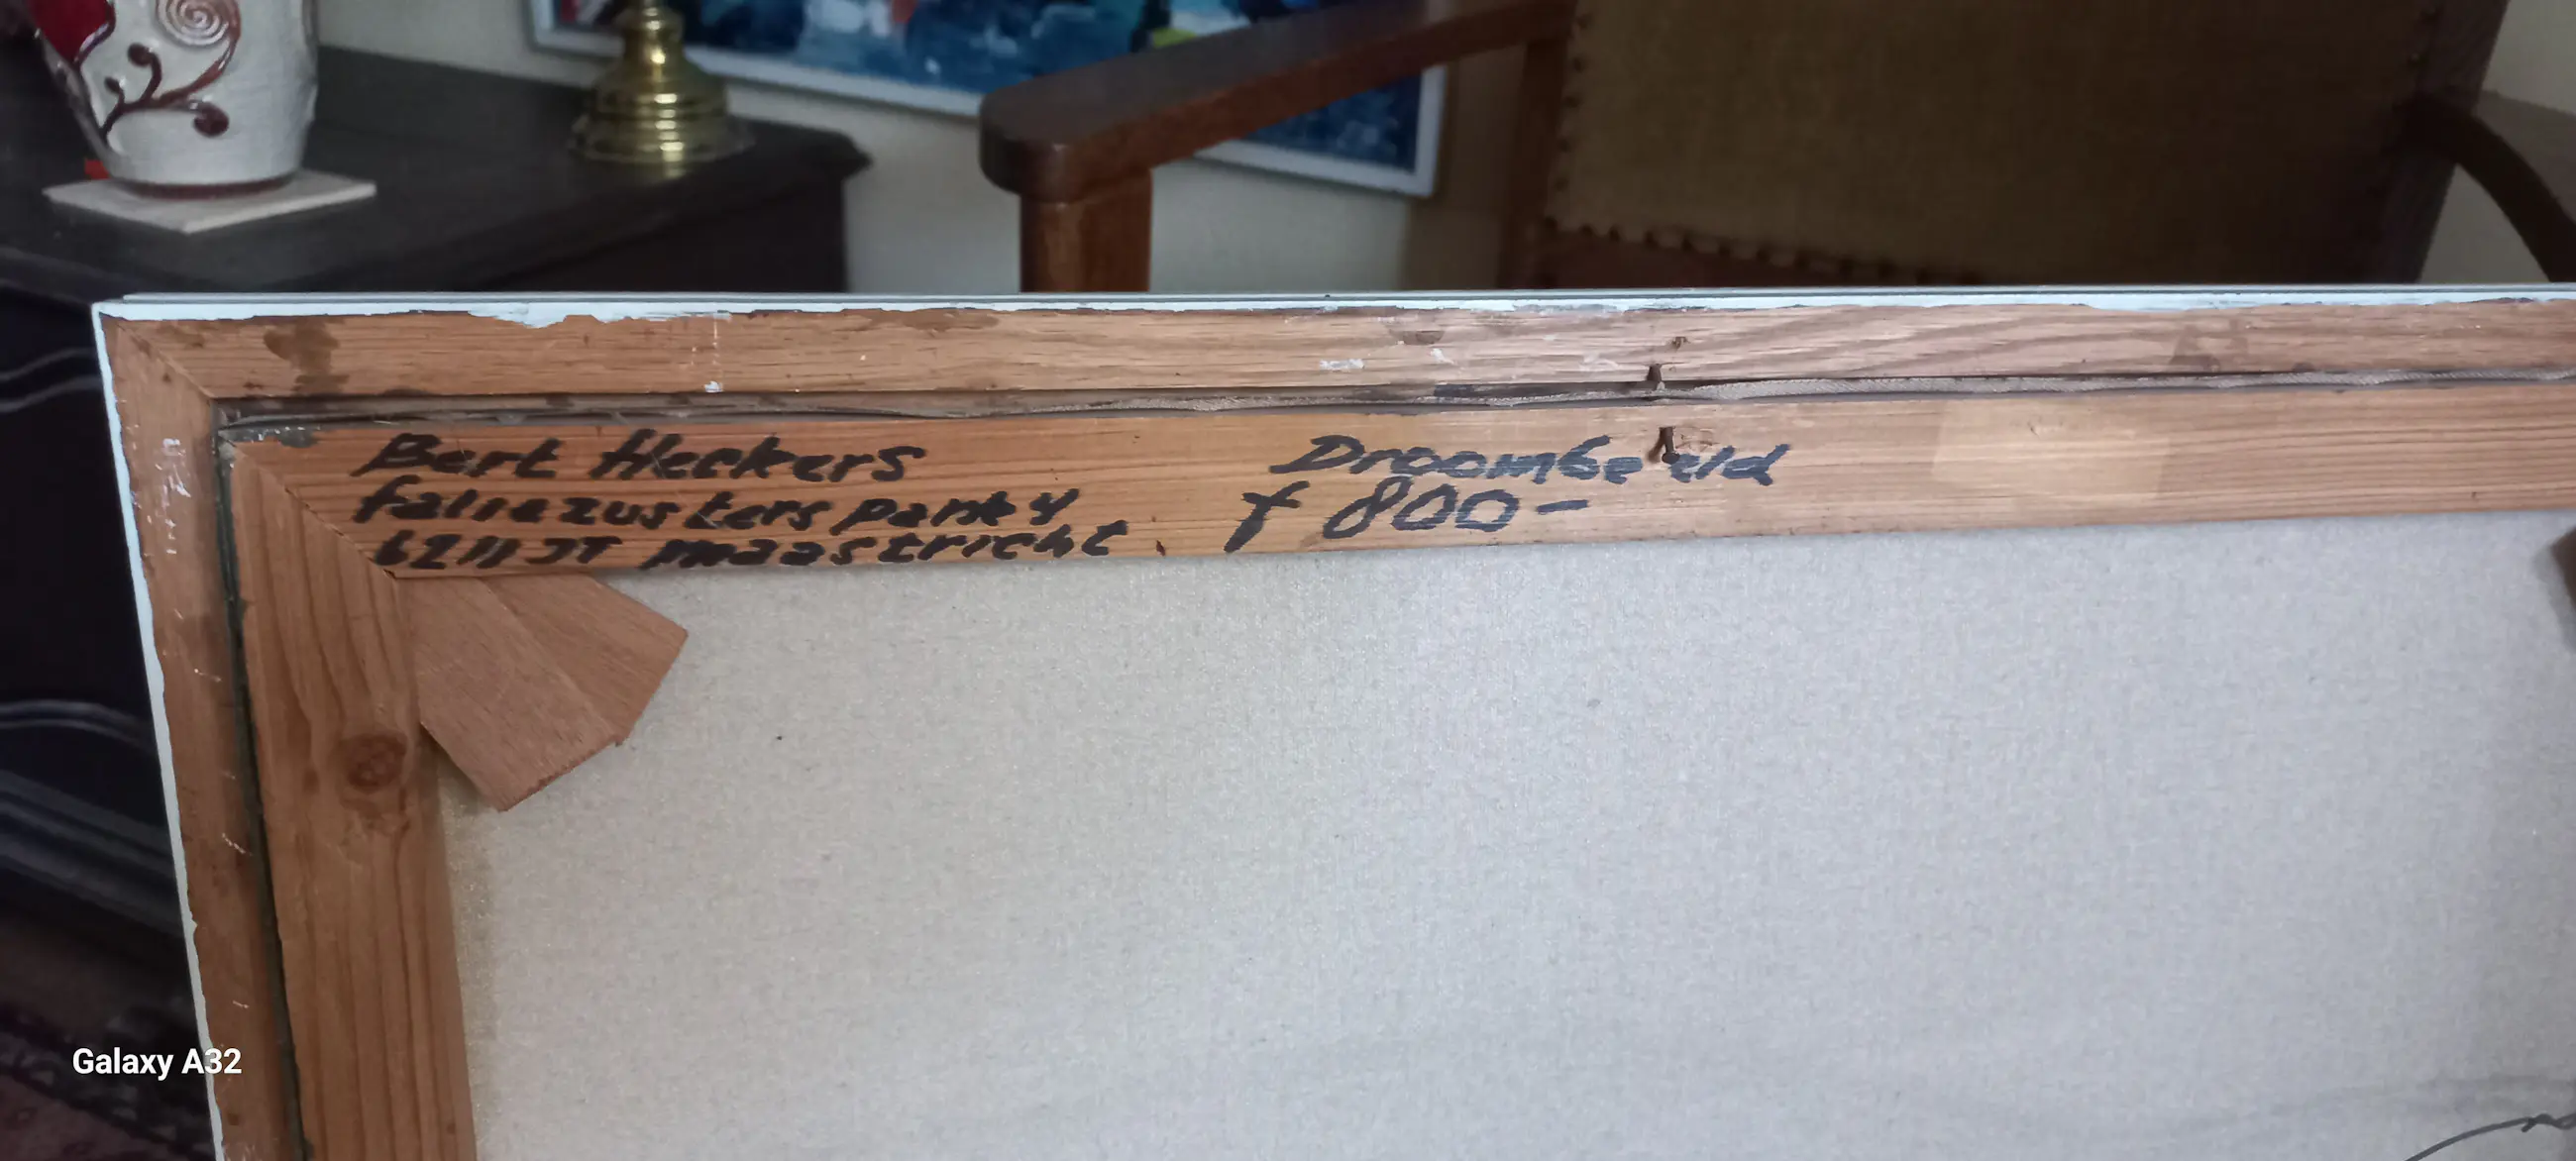 Bert Heckers
faliezusterspark 4
6211 JT maastricht
Droombeeld
f 800-
Galaxy A32